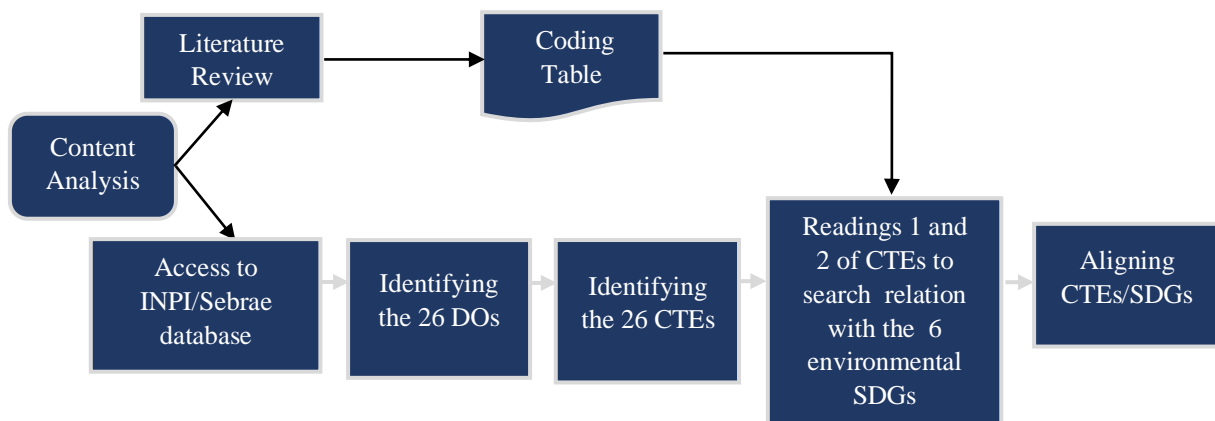 Literature
Review
Coding
Table
Content
Analysis
Access to
INPI/Sebrae
database
Identifying
the 26 DOs
Identifying
the 26 CTEs
Readings 1 and
2 of CTEs to
search relation
with the 6
environmental
SDGs
Aligning
CTEs/SDGs